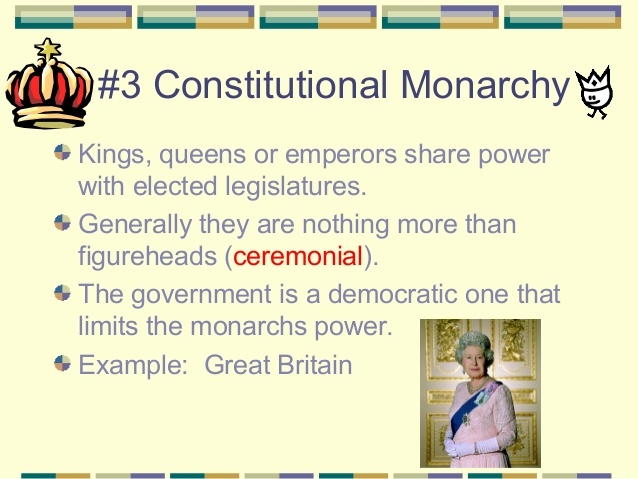 #3 Constitutional Monarchy
Kings, queens or emperors share power
with elected legislatures.
Generally they are nothing more than
figureheads (ceremonial).
The government is a democratic one that
limits the monarchs power.
Example:  Great Britain